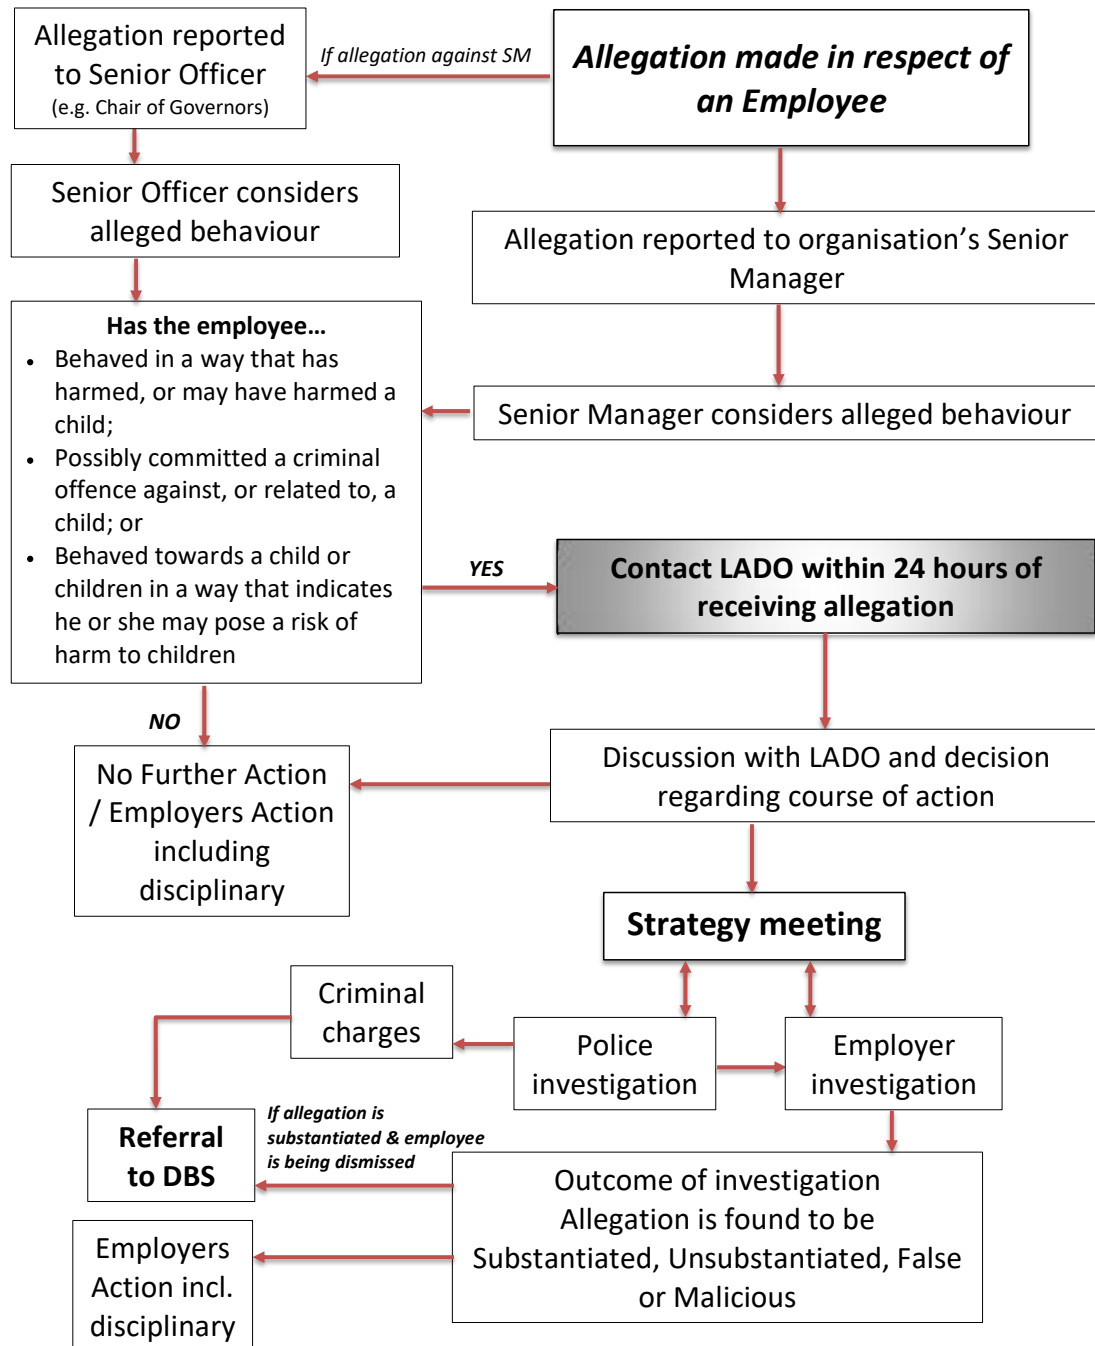 Allegation reported
to Senior Officer
(e.g. Chair of Governors)
If allegation against SM
Allegation made in respect of
an Employee
Senior Officer considers
alleged behaviour
Allegation reported to organisation’s Senior
Manager
Has the employee…
• Behaved in a way that has
harmed, or may have harmed a
child;
• Possibly committed a criminal
offence against, or related to, a
child; or
• Behaved towards a child or
children in a way that indicates
he or she may pose a risk of
harm to children
Senior Manager considers alleged behaviour
YES
Contact LADO within 24 hours of
receiving allegation
NO
No Further Action
/ Employers Action
including
disciplinary
Discussion with LADO and decision
regarding course of action
Strategy meeting
Criminal
charges
Police
investigation
Employer
investigation
Referral
to DBS
If allegation is
substantiated & employee
is being dismissed
Outcome of investigation
Allegation is found to be
Substantiated, Unsubstantiated, False
or Malicious
Employers
Action incl.
disciplinary